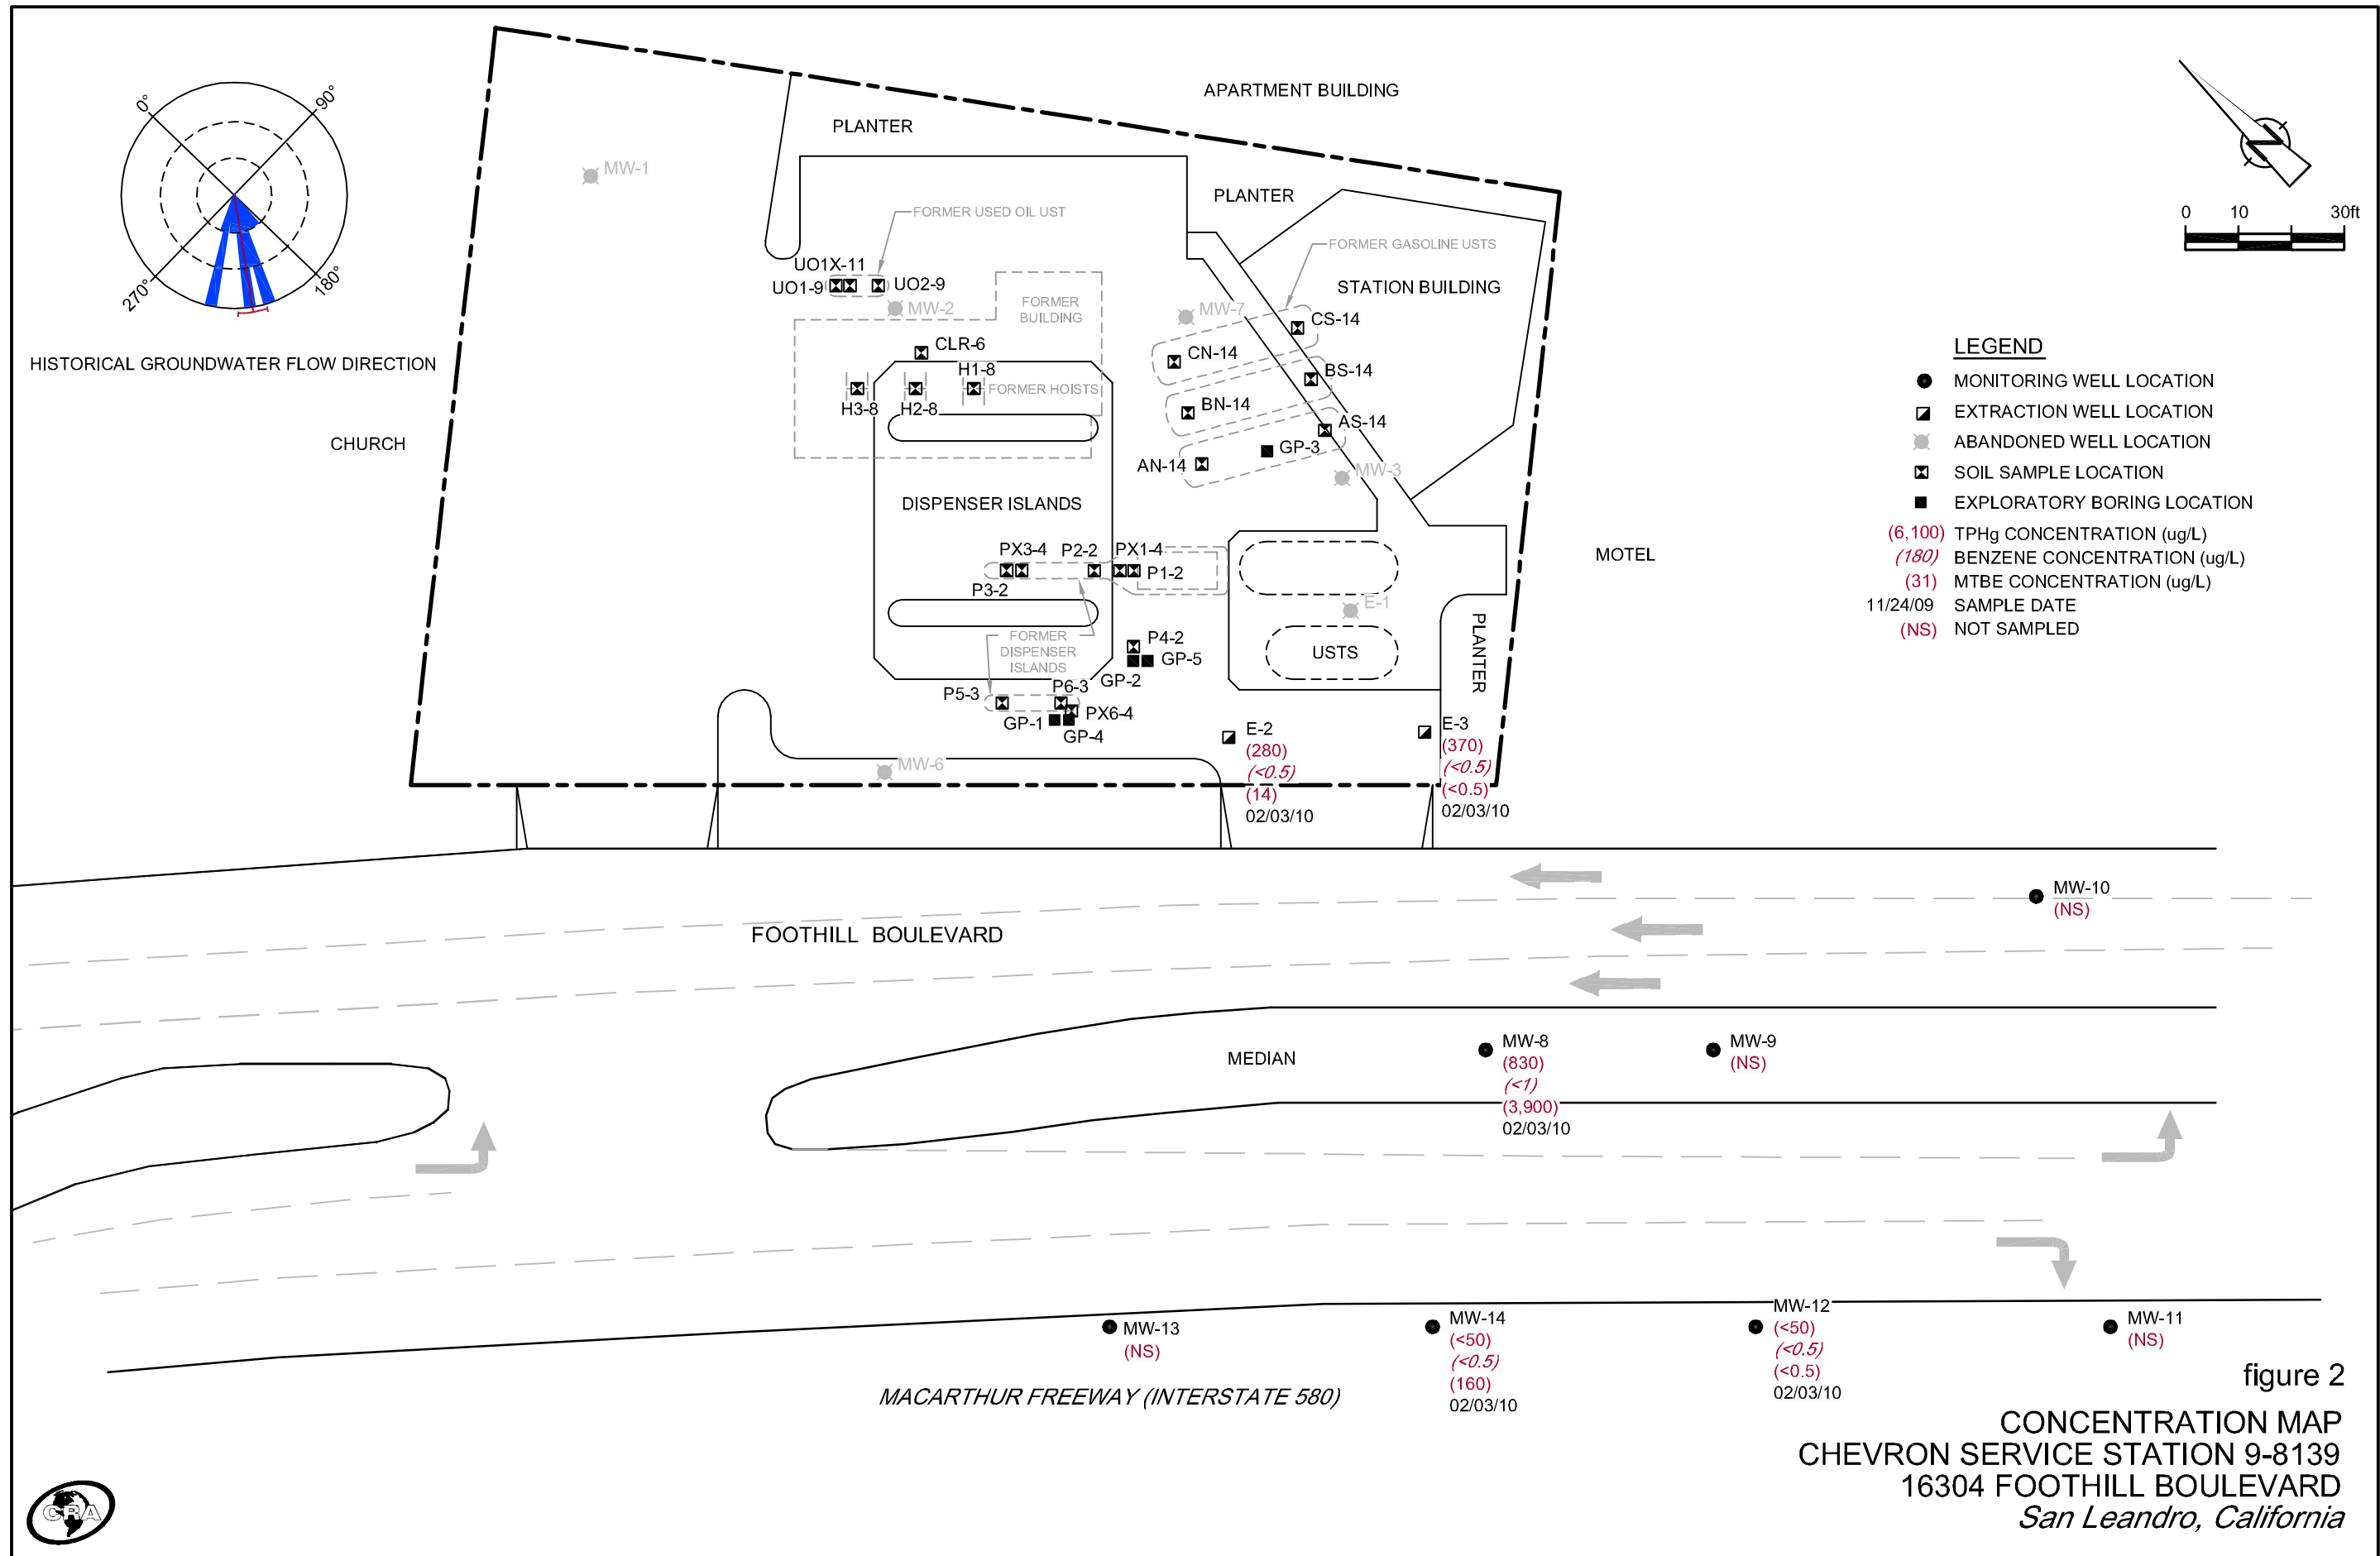 APARTMENT BUILDING
0°
90°
270°
180°
HISTORICAL GROUNDWATER FLOW DIRECTION
CHURCH
PLANTER
MW-1
PLANTER
FORMER USED OIL UST
FORMER GASOLINE USTS
STATION BUILDING
UO1X-11
UO1-9
UO2-9
MW-2
FORMER
BUILDING
MW-7
CS-14
CLR-6
CN-14
H1-8
FORMER HOISTS
BS-14
H3-8
H2-8
BN-14
AS-14
GP-3
AN-14
MW-3
DISPENSER ISLANDS
PX3-4
P2-2
PX1-4
P1-2
P3-2
E-1
FORMER
DISPENSER
ISLANDS
P4-2
GP-5
GP-2
USTS
PLANTER
MOTEL
P5-3
P6-3
PX6-4
GP-1
GP-4
MW-6
E-2
(280)
(<0.5)
(14)
02/03/10
E-3
(370)
(<0.5)
(<0.5)
02/03/10
N
0 10 30ft
LEGEND
MONITORING WELL LOCATION
EXTRACTION WELL LOCATION
ABANDONED WELL LOCATION
SOIL SAMPLE LOCATION
EXPLORATORY BORING LOCATION
(6,100) TPHg CONCENTRATION (ug/L)
(180) BENZENE CONCENTRATION (ug/L)
(31) MTBE CONCENTRATION (ug/L)
11/24/09 SAMPLE DATE
(NS) NOT SAMPLED
MW-10
(NS)
FOOTHILL BOULEVARD
MEDIAN
MW-8
(830)
(<1)
(3,900)
02/03/10
MW-9
(NS)
MW-13
(NS)
MW-14
(<50)
(<0.5)
(160)
02/03/10
MW-12
(<50)
(<0.5)
(<0.5)
02/03/10
MW-11
(NS)
MACARTHUR FREEWAY (INTERSTATE 580)
figure 2
CONCENTRATION MAP
CHEVRON SERVICE STATION 9-8139
16304 FOOTHILL BOULEVARD
San Leandro, California
CRA